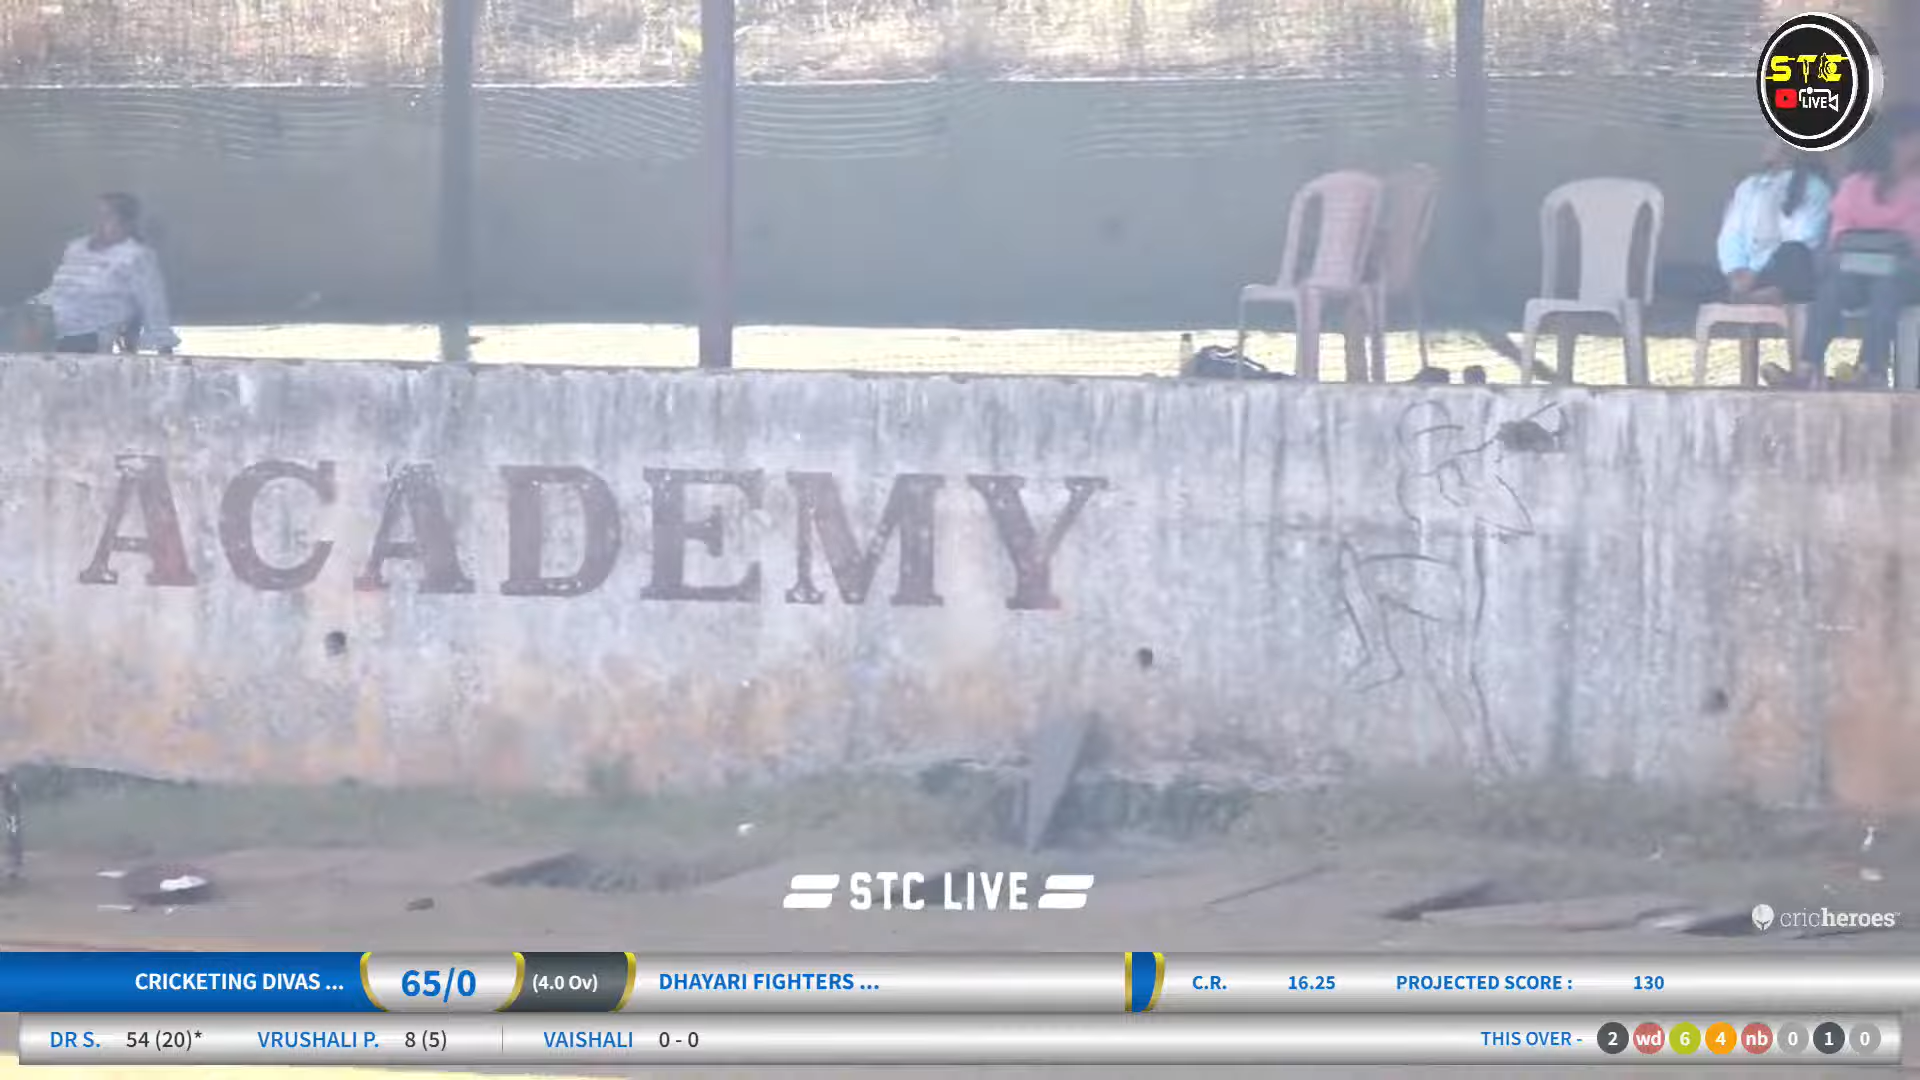 STC
LIVE
ACADEMY
STC LIVE
cricheroes
CRICKETING DIVAS ... 65/0 (4.0 Ov) DHAYARI FIGHTERS ... C.R. 16.25 PROJECTED SCORE : 130
DR S. 54 (20)* VRUSHALI P. 8 (5) VAISHALI 0 - 0 THIS OVER - 2 wd 6 4 nb 0 1 0